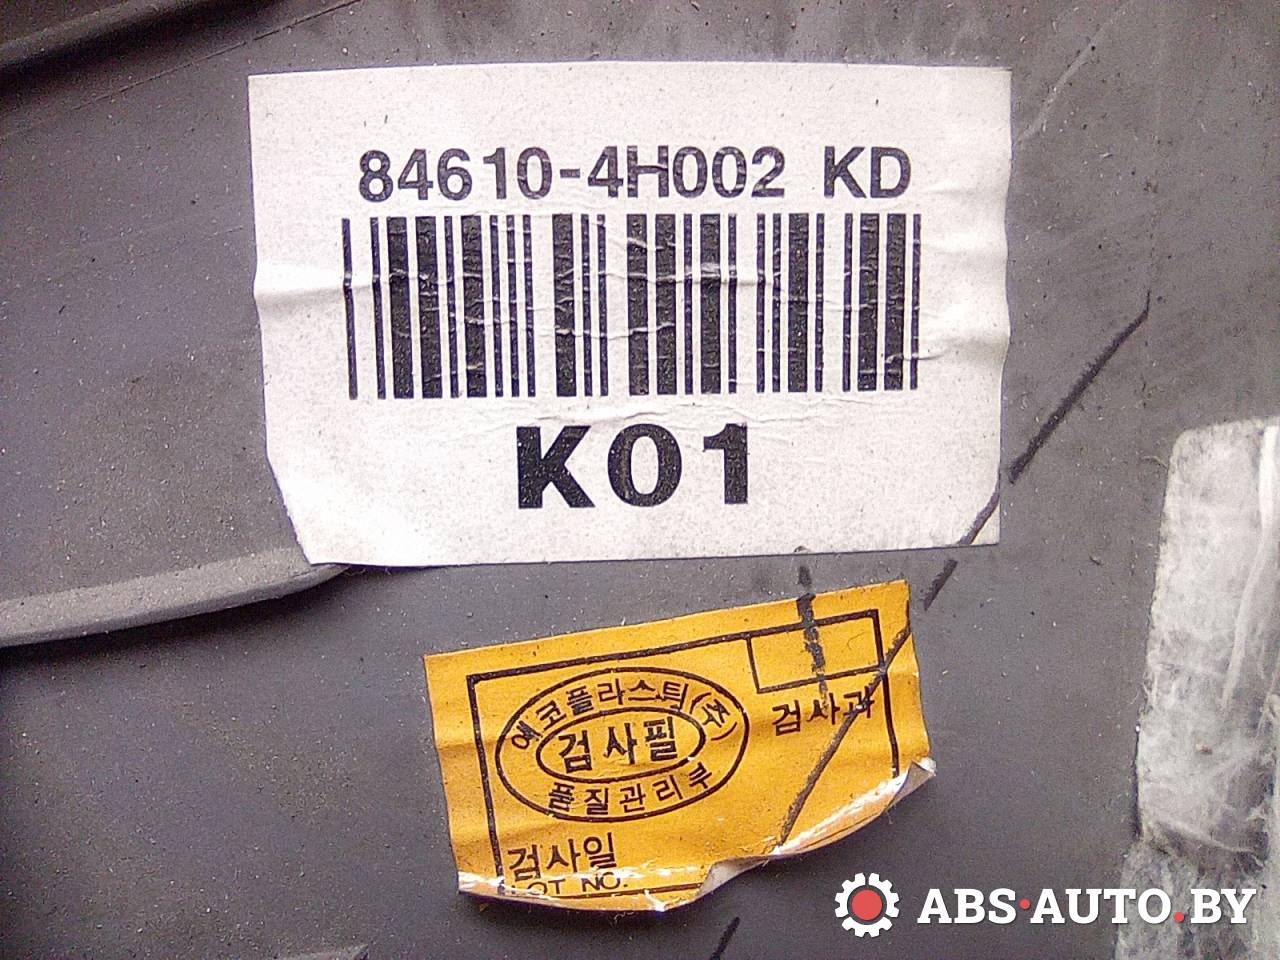 84610-4H002 KD
K01
에코플라스틱(주)
검사필
품질관리부
검사과
검사일
LOT NO.
ABS·AUTO.BY